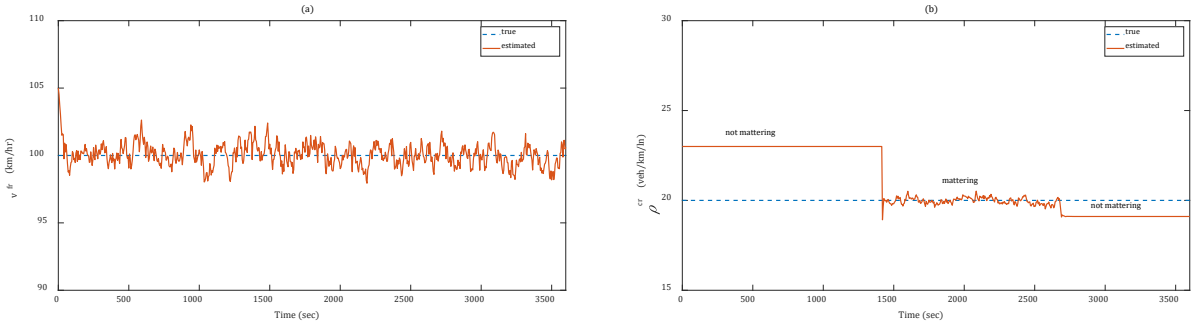 (a)
110
105
100
95
90
v fr (km/hr)
true
estimated
0 500 1000 1500 2000 2500 3000 3500
Time (sec)
(b)
30
25
20
15
ρ cr (veh/km/ln)
true
estimated
not mattering
mattering
not mattering
0 500 1000 1500 2000 2500 3000 3500
Time (sec)